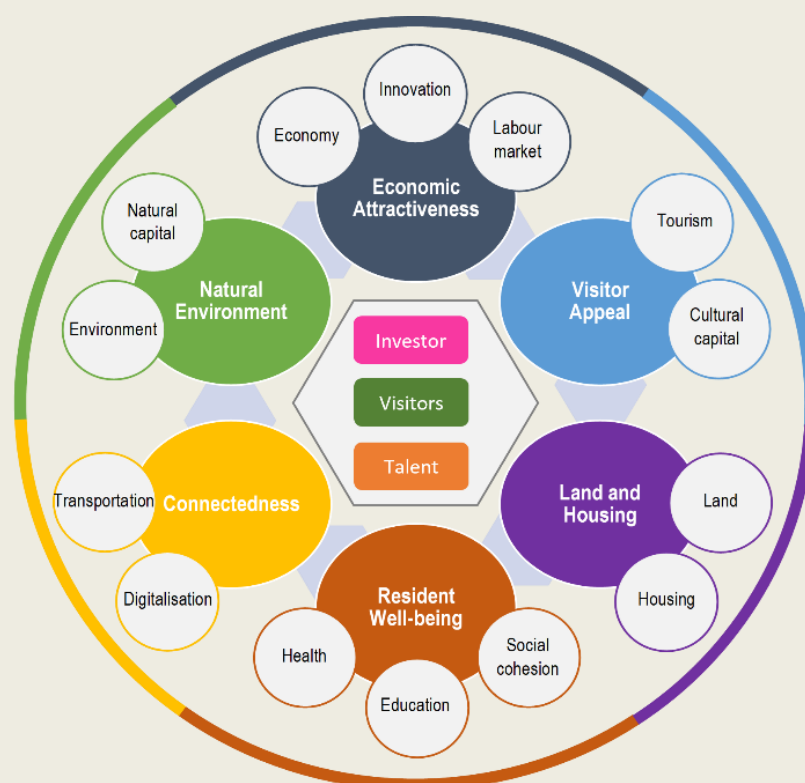 Innovation
Economy
Labour
market
Economic
Attractiveness
Natural
capital
Environment
Natural
Environment
Tourism
Cultural
capital
Visitor
Appeal
Investor
Visitors
Talent
Transportation
Digitalisation
Connectedness
Land and
Housing
Land
Housing
Resident
Well-being
Health
Education
Social
cohesion